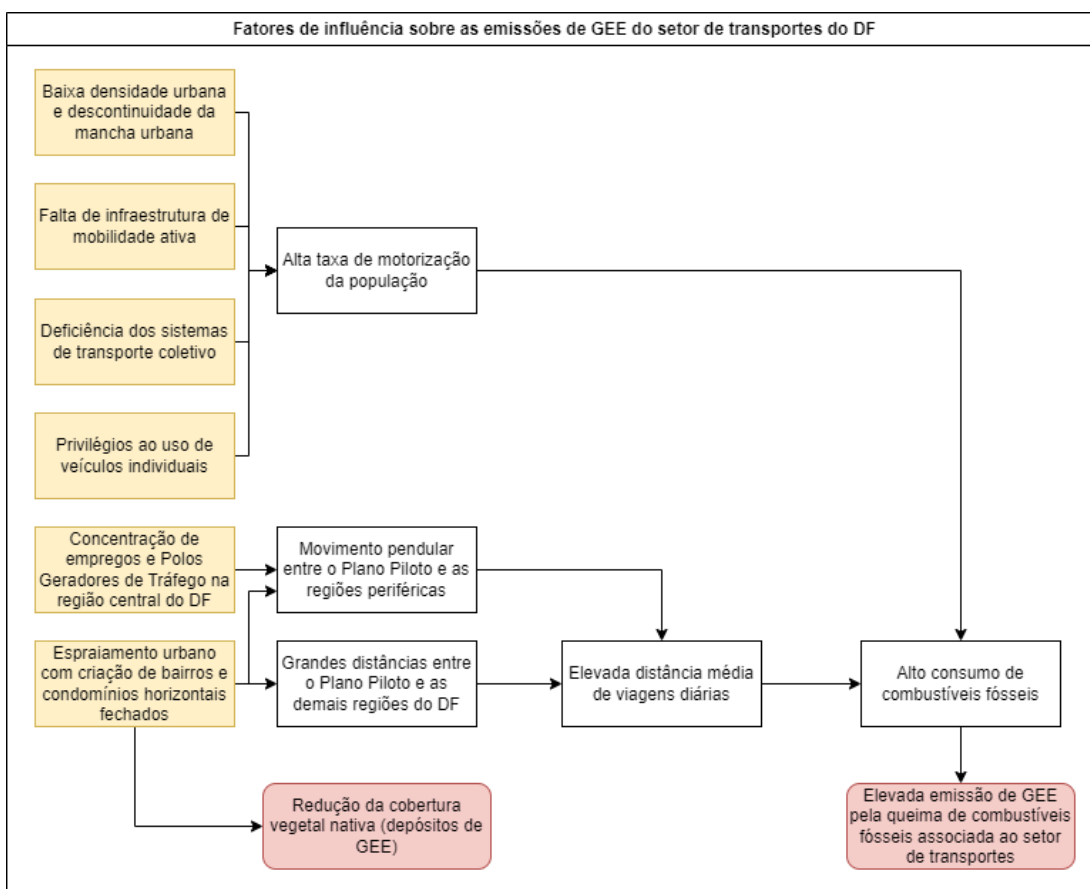 Fatores de influência sobre as emissões de GEE do setor de transportes do DF
Baixa densidade urbana
e descontinuidade da
mancha urbana
Falta de infraestrutura de
mobilidade ativa
Alta taxa de motorização
da população
Deficiência dos sistemas
de transporte coletivo
Privilégios ao uso de
veículos individuais
Concentração de
empregos e Polos
Geradores de Tráfego na
região central do DF
Movimento pendular
entre o Plano Piloto e as
regiões periféricas
Espraiamento urbano
com criação de bairros e
condomínios horizontais
fechados
Grandes distâncias entre
o Plano Piloto e as
demais regiões do DF
Elevada distância média
de viagens diárias
Alto consumo de
combustíveis fósseis
Redução da cobertura
vegetal nativa (depósitos de
GEE)
Elevada emissão de GEE
pela queima de combustíveis
fósseis associada ao setor
de transportes